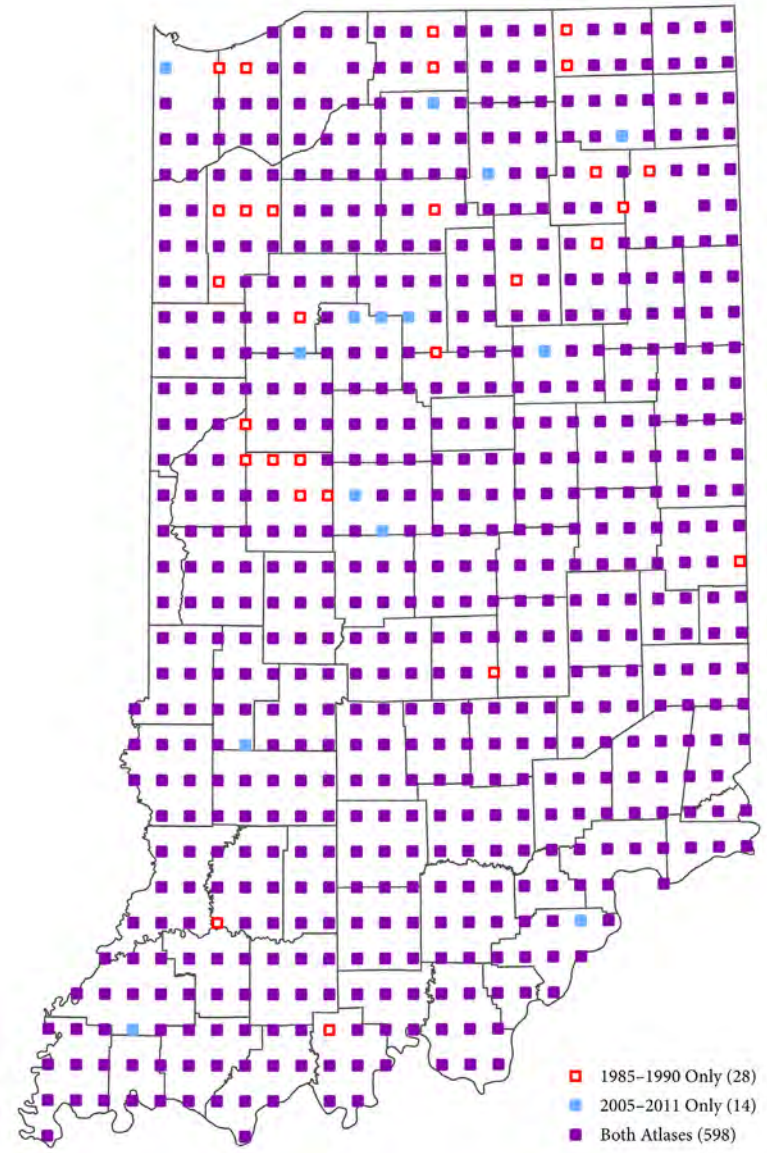 1985–1990 Only (28)
2005–2011 Only (14)
Both Atlases (598)